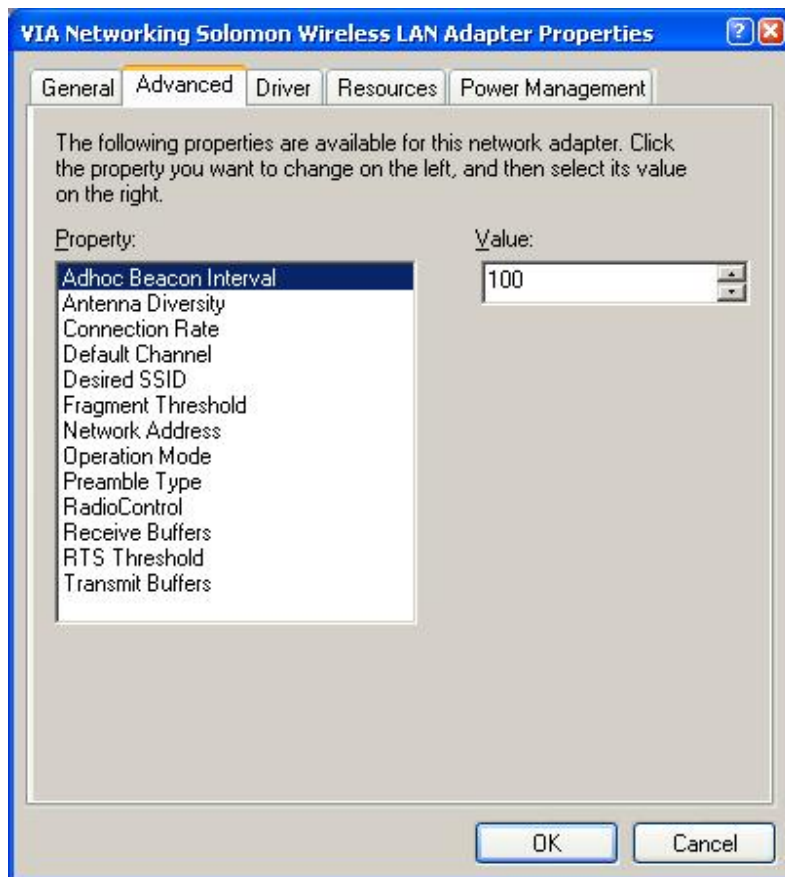 VIA Networking Solomon Wireless LAN Adapter Properties
General Advanced Driver Resources Power Management
The following properties are available for this network adapter. Click
the property you want to change on the left, and then select its value
on the right.
Property:
Value:
Adhoc Beacon Interval
100
Antenna Diversity
Connection Rate
Default Channel
Desired SSID
Fragment Threshold
Network Address
Operation Mode
Preamble Type
RadioControl
Receive Buffers
RTS Threshold
Transmit Buffers
OK
Cancel